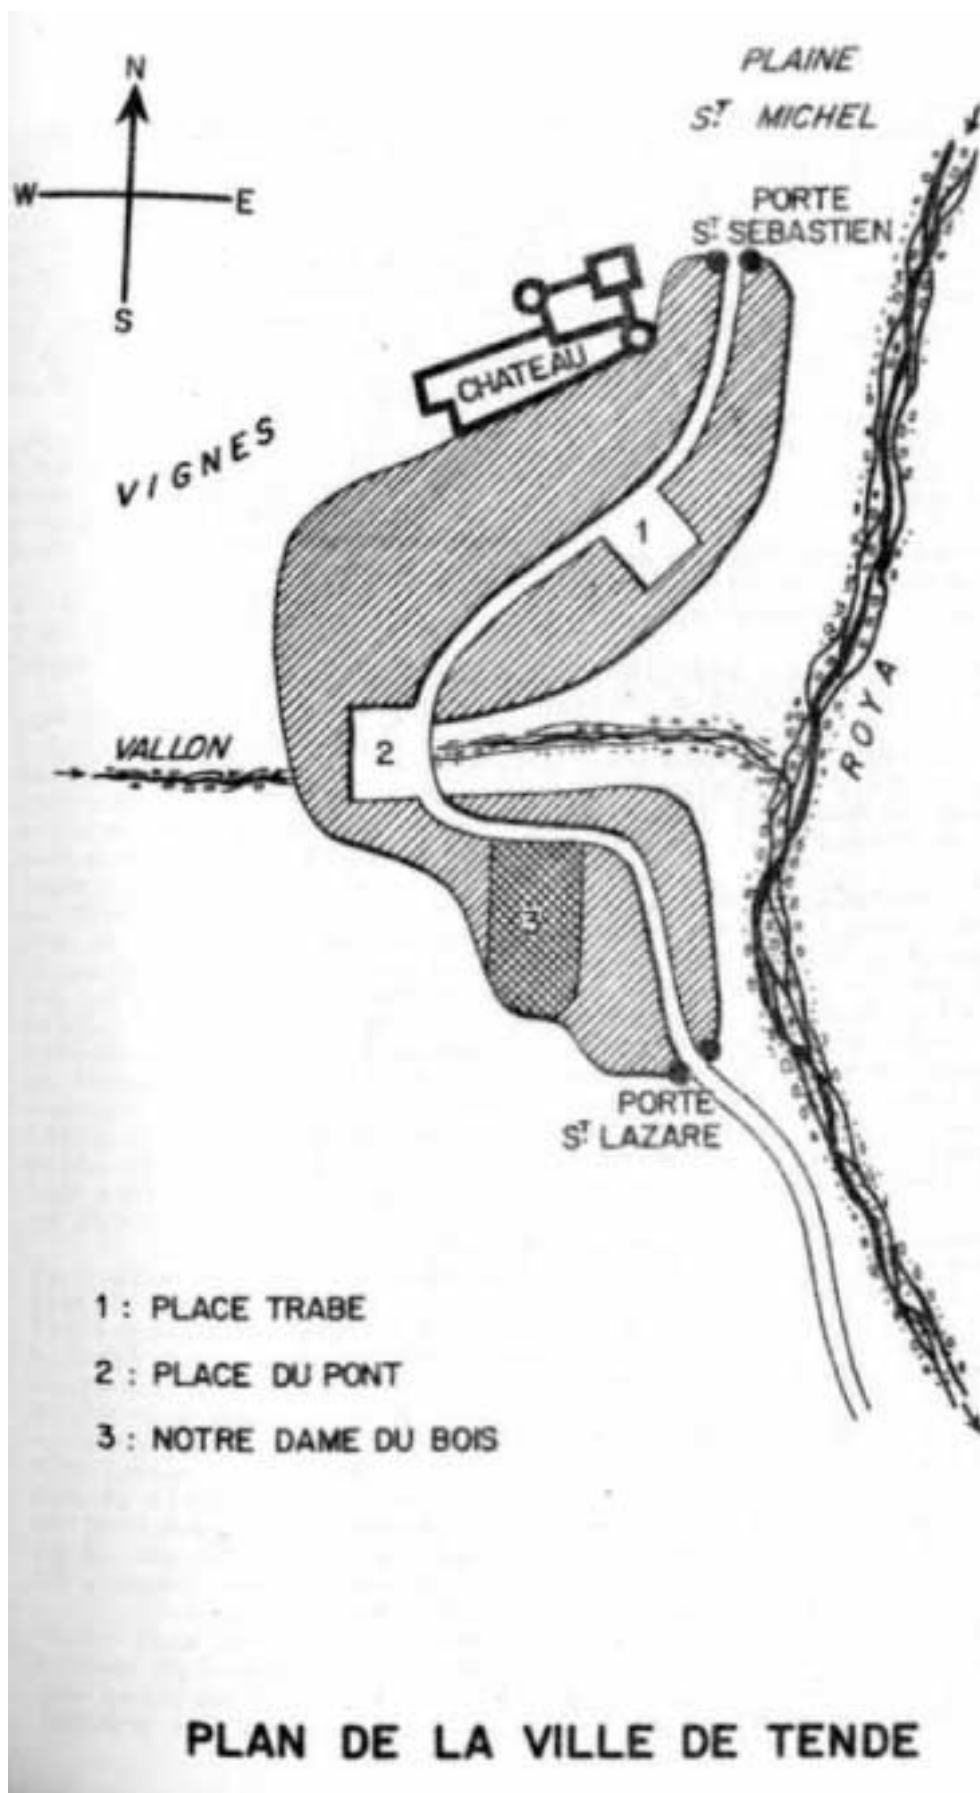 N
W
E
S
PLAINE
Sᵀ MICHEL
PORTE
Sᵀ SEBASTIEN
CHATEAU
VIGNES
1
2
VALLON
ROYA
3
PORTE
Sᵀ LAZARE
1 : PLACE TRABE
2 : PLACE DU PONT
3 : NOTRE DAME DU BOIS
PLAN DE LA VILLE DE TENDE